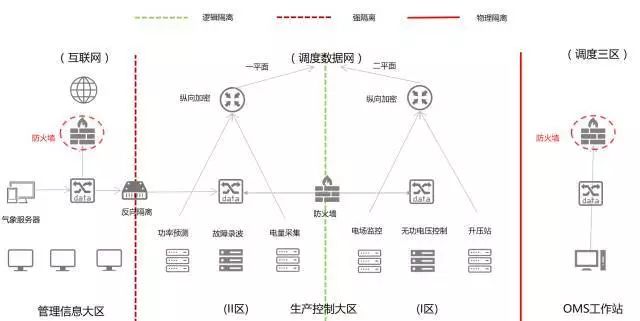 逻辑隔离
强隔离
物理隔离
（互联网）
（调度数据网）
（调度三区）
一平面
二平面
纵向加密
纵向加密
防火墙
防火墙
data
data
data
data
气象服务器
反向隔离
防火墙
功率预测
故障录波
电量采集
电场监控
无功电压控制
升压站
管理信息大区
(II区)
生产控制大区
(I区)
OMS工作站